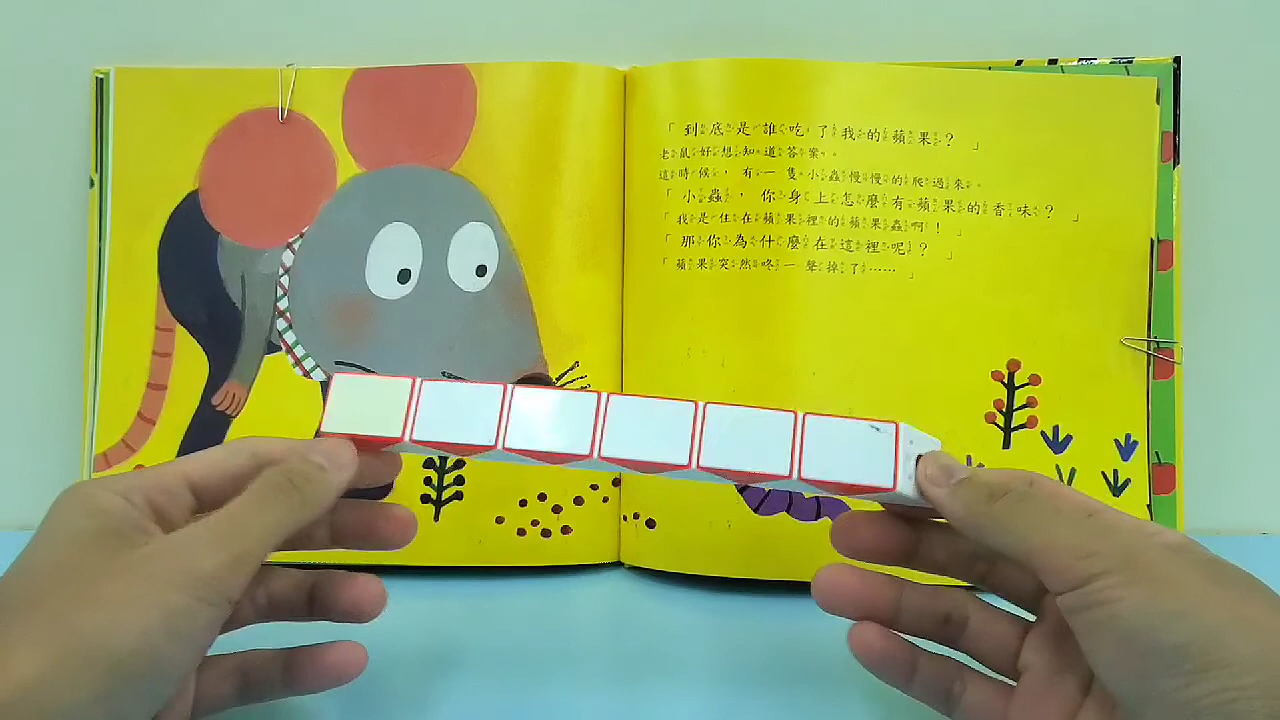 「到底是誰吃了我的蘋果？」
老鼠好想知道答案。
這時候，有一隻小蟲慢慢的爬過來。
「小蟲，你身上怎麼有蘋果的香味？」
「我是住在蘋果裡的蘋果蟲啊！」
「那你為什麼在這裡呢？」
「蘋果突然咚一聲掉了……」